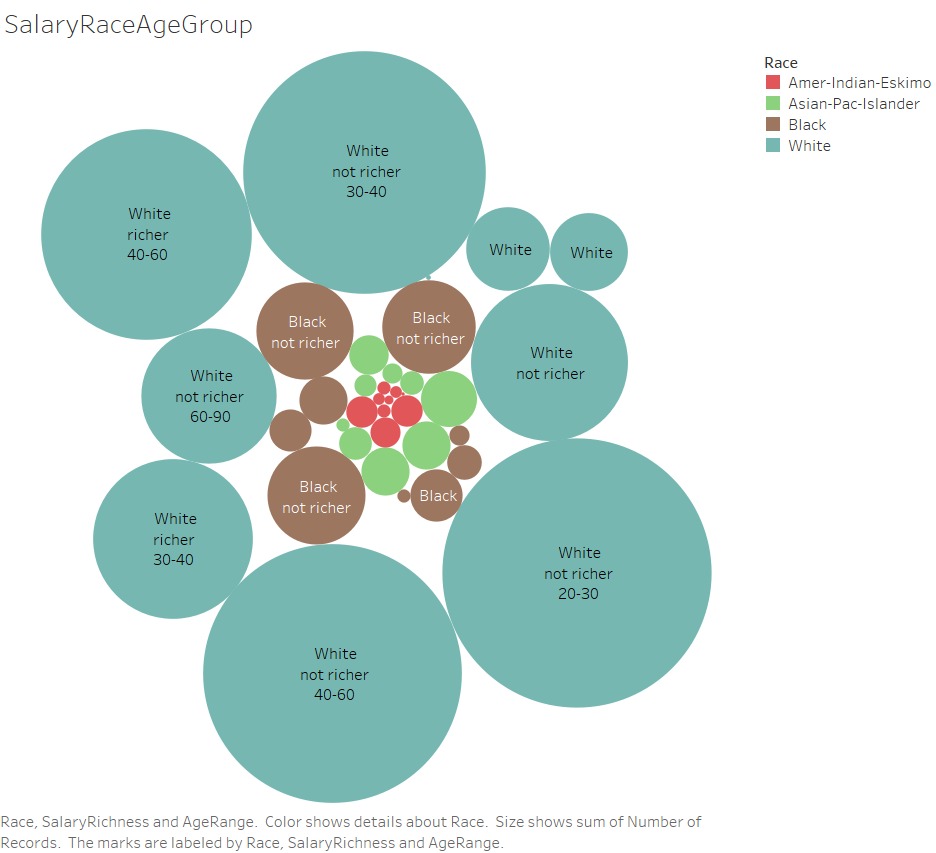 SalaryRaceAgeGroup
Race
Amer-Indian-Eskimo
Asian-Pac-Islander
Black
White
White
not richer
30-40
White
richer
40-60
White
White
Black
not richer
Black
not richer
White
not richer
White
not richer
60-90
Black
not richer
Black
White
richer
30-40
White
not richer
20-30
White
not richer
40-60
Race, SalaryRichness and AgeRange. Color shows details about Race. Size shows sum of Number of
Records. The marks are labeled by Race, SalaryRichness and AgeRange.